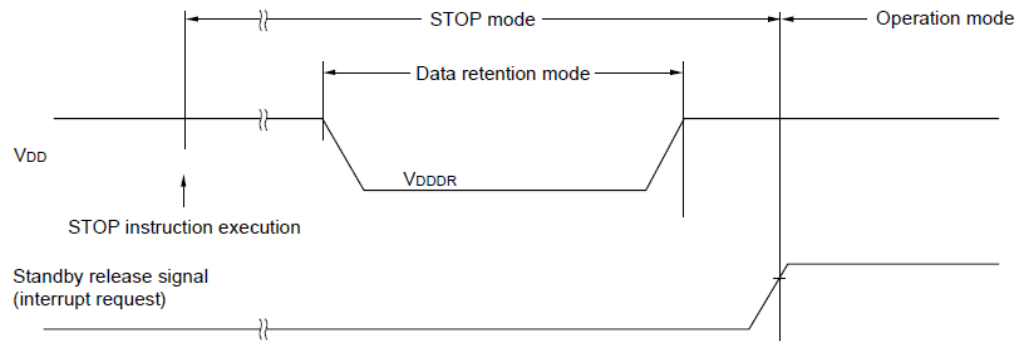 STOP mode
Operation mode
Data retention mode
VDD
VDDDR
STOP instruction execution
Standby release signal
(interrupt request)